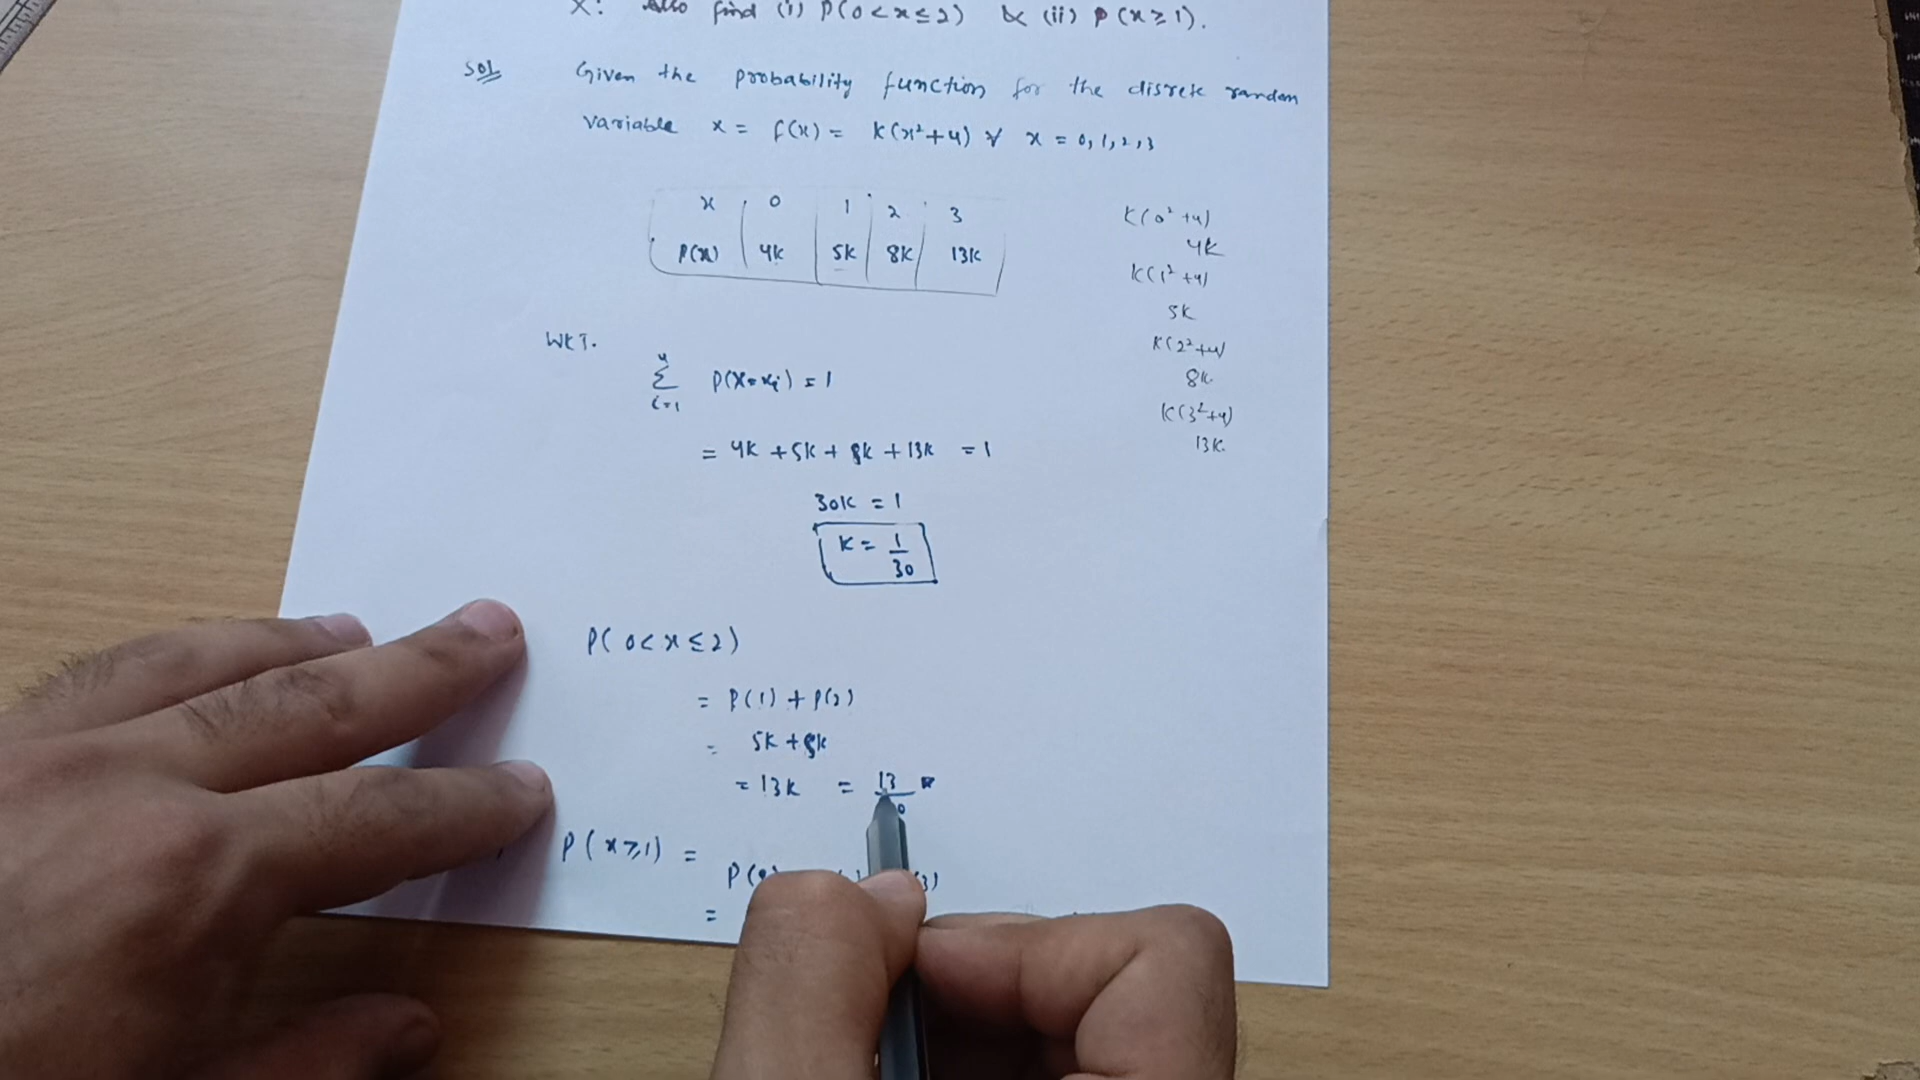 X. Also find (i) P(0<x≤2) & (ii) P(x≥1).
Sol Given the probability function for the discrete random
variable x = f(x) = K(x²+4) ∀ x = 0,1,2,3
x 0 1 2 3
P(x) 4K 5K 8K 13K
K(0²+4)
4K
K(1²+4)
5K
K(2²+4)
8K.
K(3²+4)
13K.
WKT.
4
Σ P(X=xi) = 1
i=1
= 4K + 5K + 8K + 13K = 1
30K = 1
K = 1/30
P(0<x≤2)
= P(1) + P(2)
= 5K + 8K
= 13K = 13
P(x≥1) =
=